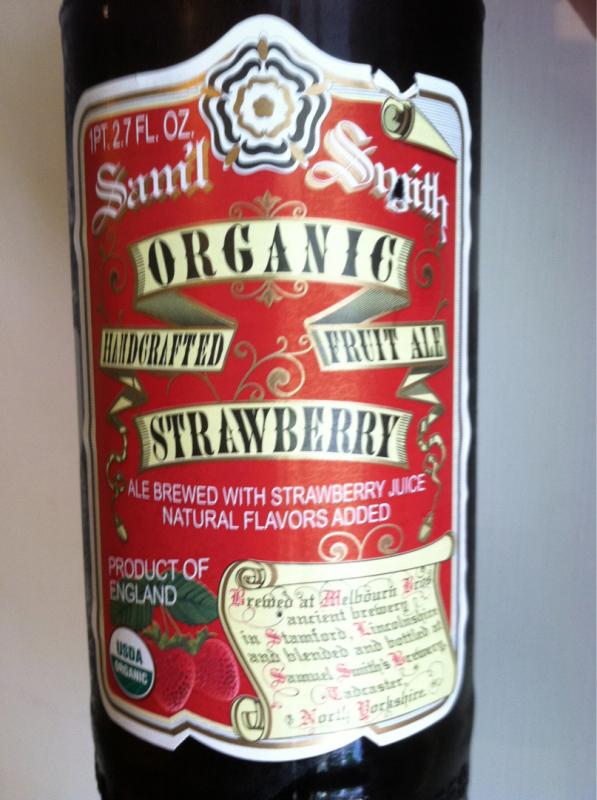 1PT. 2.7 FL. OZ.
Sam'l Smith
ORGANIC
HANDCRAFTED FRUIT ALE
STRAWBERRY
ALE BREWED WITH STRAWBERRY JUICE
NATURAL FLAVORS ADDED
PRODUCT OF
ENGLAND
USDA
ORGANIC
Brewed at Melbourn Bros
ancient brewery
in Stamford, Lincolnshire
and blended and bottled at
Samuel Smith's Brewery,
Tadcaster,
North Yorkshire.